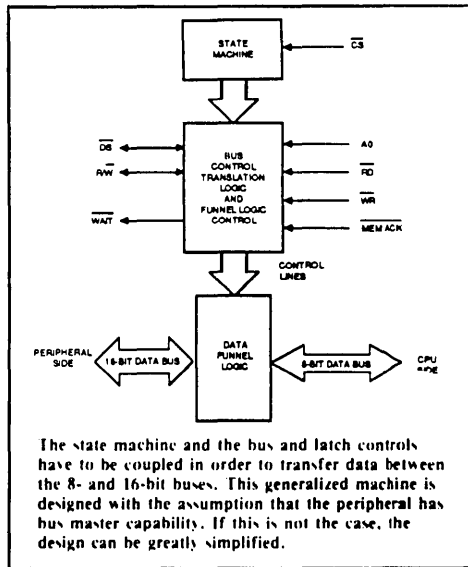 STATE
MACHINE
CS
BUS
CONTROL
TRANSLATION
LOGIC
AND
FUNNEL LOGIC
CONTROL
DS
R/W
WAIT
A0
RD
WR
MEMACK
CONTROL
LINES
PERIPHERAL
SIDE
16-BIT DATA BUS
DATA
FUNNEL
LOGIC
8-BIT DATA BUS
CPU
SIDE
The state machine and the bus and latch controls
have to be coupled in order to transfer data between
the 8- and 16-bit buses. This generalized machine is
designed with the assumption that the peripheral has
bus master capability. If this is not the case, the
design can be greatly simplified.